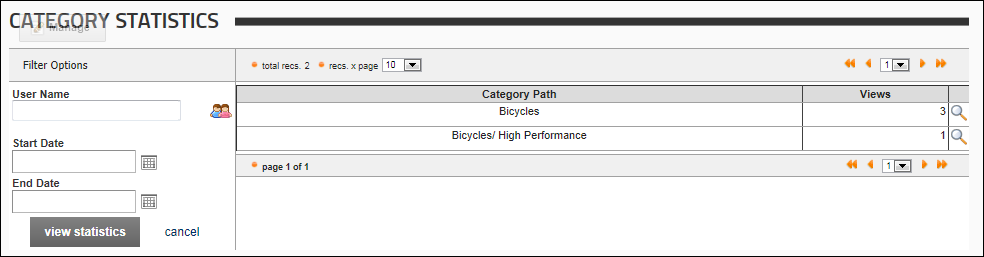 CATEGORY STATISTICS
Manage
Filter Options
total recs. 2 recs. x page 10 1
User Name
Category Path Views
Bicycles 3
Bicycles/ High Performance 1
Start Date
page 1 of 1 1
End Date
view statistics cancel